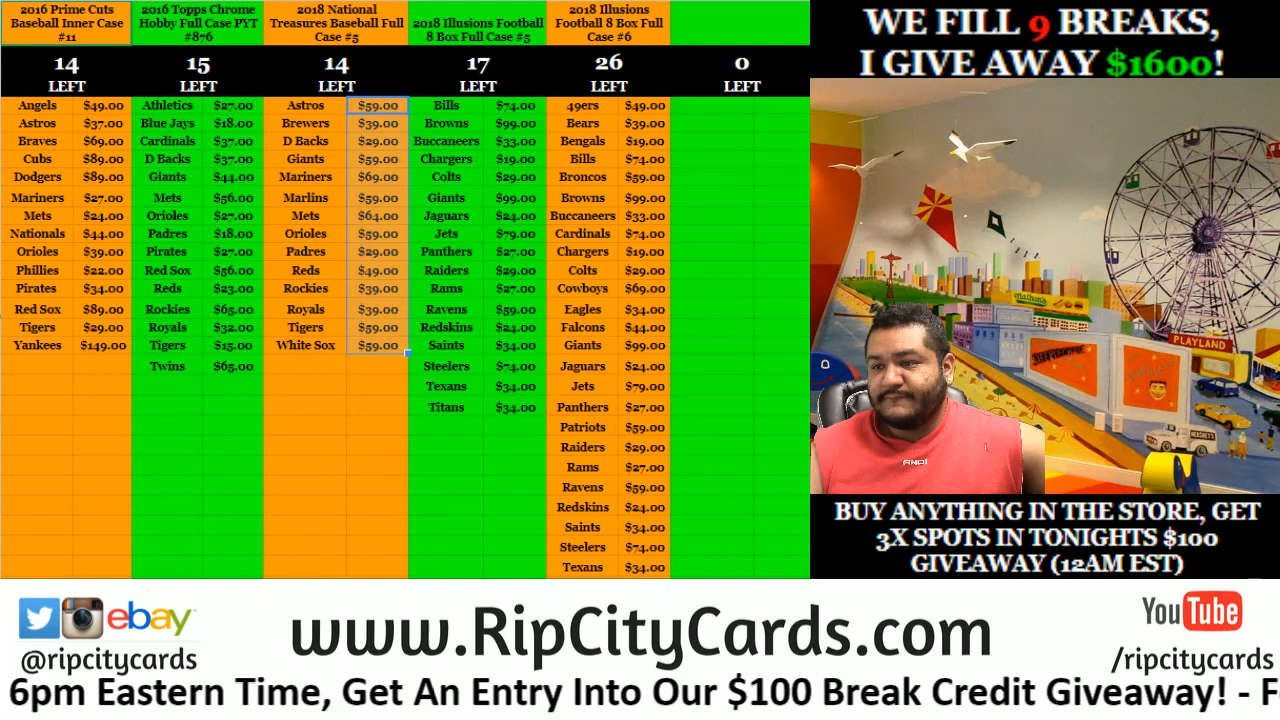 2016 Prime Cuts
Baseball Inner Case
#11
2016 Topps Chrome
Hobby Full Case PYT
#876
2018 National
Treasures Baseball Full
Case #5
2018 Illusions Football
8 Box Full Case #5
2018 Illusions
Football 8 Box Full
Case #6
14 15 14 17 26 0
LEFT LEFT LEFT LEFT LEFT LEFT
Angels $49.00 Athletics $27.00 Astros $59.00 Bills $74.00 49ers $49.00
Astros $37.00 Blue Jays $18.00 Brewers $39.00 Browns $99.00 Bears $39.00
Braves $69.00 Cardinals $37.00 D Backs $29.00 Buccaneers $33.00 Bengals $19.00
Cubs $89.00 D Backs $37.00 Giants $59.00 Chargers $19.00 Bills $74.00
Dodgers $89.00 Giants $44.00 Mariners $69.00 Colts $29.00 Broncos $59.00
Mariners $27.00 Mets $56.00 Marlins $59.00 Giants $99.00 Browns $99.00
Mets $24.00 Orioles $27.00 Mets $64.00 Jaguars $24.00 Buccaneers $33.00
Nationals $44.00 Padres $18.00 Orioles $59.00 Jets $79.00 Cardinals $74.00
Orioles $39.00 Pirates $27.00 Padres $29.00 Panthers $27.00 Chargers $19.00
Phillies $22.00 Red Sox $56.00 Reds $49.00 Raiders $29.00 Colts $29.00
Pirates $34.00 Reds $23.00 Rockies $39.00 Rams $27.00 Cowboys $69.00
Red Sox $89.00 Rockies $65.00 Royals $39.00 Ravens $59.00 Eagles $34.00
Tigers $29.00 Royals $32.00 Tigers $59.00 Redskins $24.00 Falcons $44.00
Yankees $149.00 Tigers $15.00 White Sox $59.00 Saints $34.00 Giants $99.00
Twins $65.00 Steelers $74.00 Jaguars $24.00
Texans $34.00 Jets $79.00
Titans $34.00 Panthers $27.00
Patriots $59.00
Raiders $29.00
Rams $27.00
Ravens $59.00
Redskins $24.00
Saints $34.00
Steelers $74.00
Texans $34.00
WE FILL 9 BREAKS,
I GIVE AWAY $1600!
nathan's
PLAYLAND
AND1
BUY ANYTHING IN THE STORE, GET
3X SPOTS IN TONIGHTS $100
GIVEAWAY (12AM EST)
ebay
@ripcitycards
www.RipCityCards.com
YouTube
/ripcitycards
6pm Eastern Time, Get An Entry Into Our $100 Break Credit Giveaway! - F